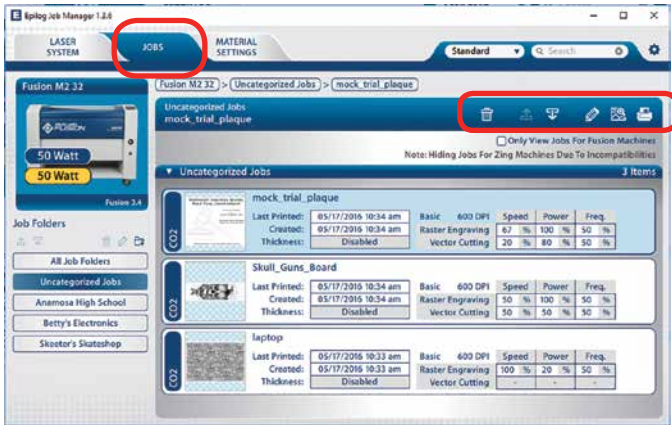 Epilog Job Manager 1.2.6
LASER SYSTEM
JOBS
MATERIAL SETTINGS
Standard
Search
Fusion M2 32
Fusion M2 32 > Uncategorized Jobs > mock_trial_plaque
Uncategorized Jobs
mock_trial_plaque
Only View Jobs For Fusion Machines
Note: Hiding Jobs For Zing Machines Due To Incompatibilities
50 Watt
50 Watt
Fusion 2.4
Job Folders
All Job Folders
Uncategorized Jobs
Anamosa High School
Betty's Electronics
Skeeter's Skateshop
Uncategorized Jobs 3 Items
CO2
mock_trial_plaque
Last Printed: 05/17/2016 10:34 am Basic 600 DPI Speed Power Freq.
Created: 05/17/2016 10:34 am Raster Engraving 67 % 100 % 50 %
Thickness: Disabled Vector Cutting 20 % 80 % 50 %
CO2
Skull_Guns_Board
Last Printed: 05/17/2016 10:34 am Basic 600 DPI Speed Power Freq.
Created: 05/17/2016 10:34 am Raster Engraving 50 % 100 % 50 %
Thickness: Disabled Vector Cutting 50 % 50 % 50 %
CO2
laptop
Last Printed: 05/17/2016 10:33 am Basic 600 DPI Speed Power Freq.
Created: 05/17/2016 10:33 am Raster Engraving 100 % 20 % 50 %
Thickness: Disabled Vector Cutting - - -